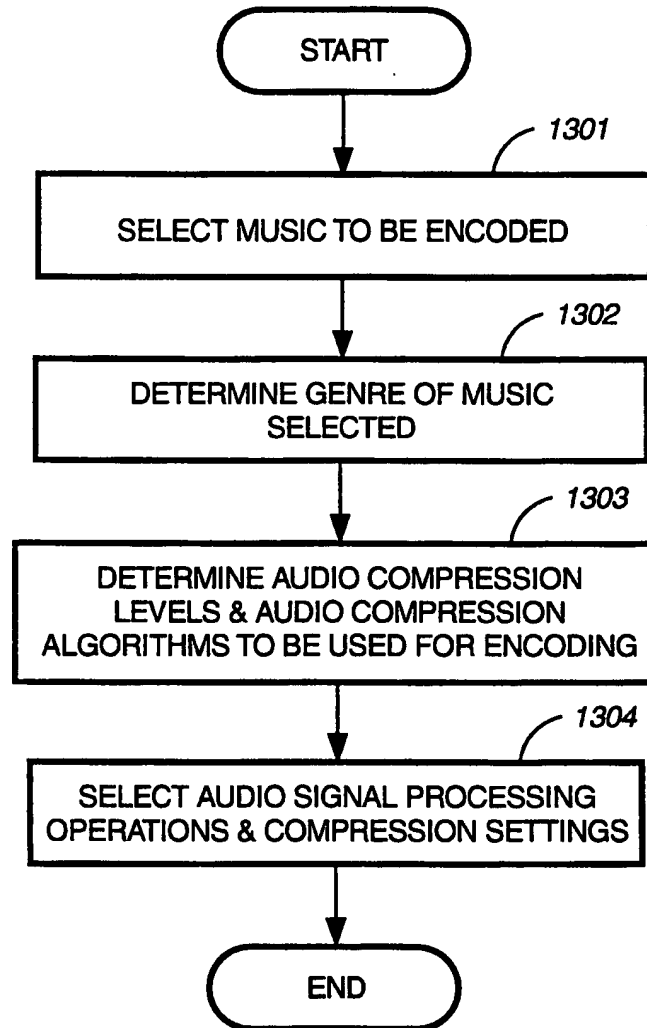 START
1301
SELECT MUSIC TO BE ENCODED
1302
DETERMINE GENRE OF MUSIC
SELECTED
1303
DETERMINE AUDIO COMPRESSION
LEVELS & AUDIO COMPRESSION
ALGORITHMS TO BE USED FOR ENCODING
1304
SELECT AUDIO SIGNAL PROCESSING
OPERATIONS & COMPRESSION SETTINGS
END